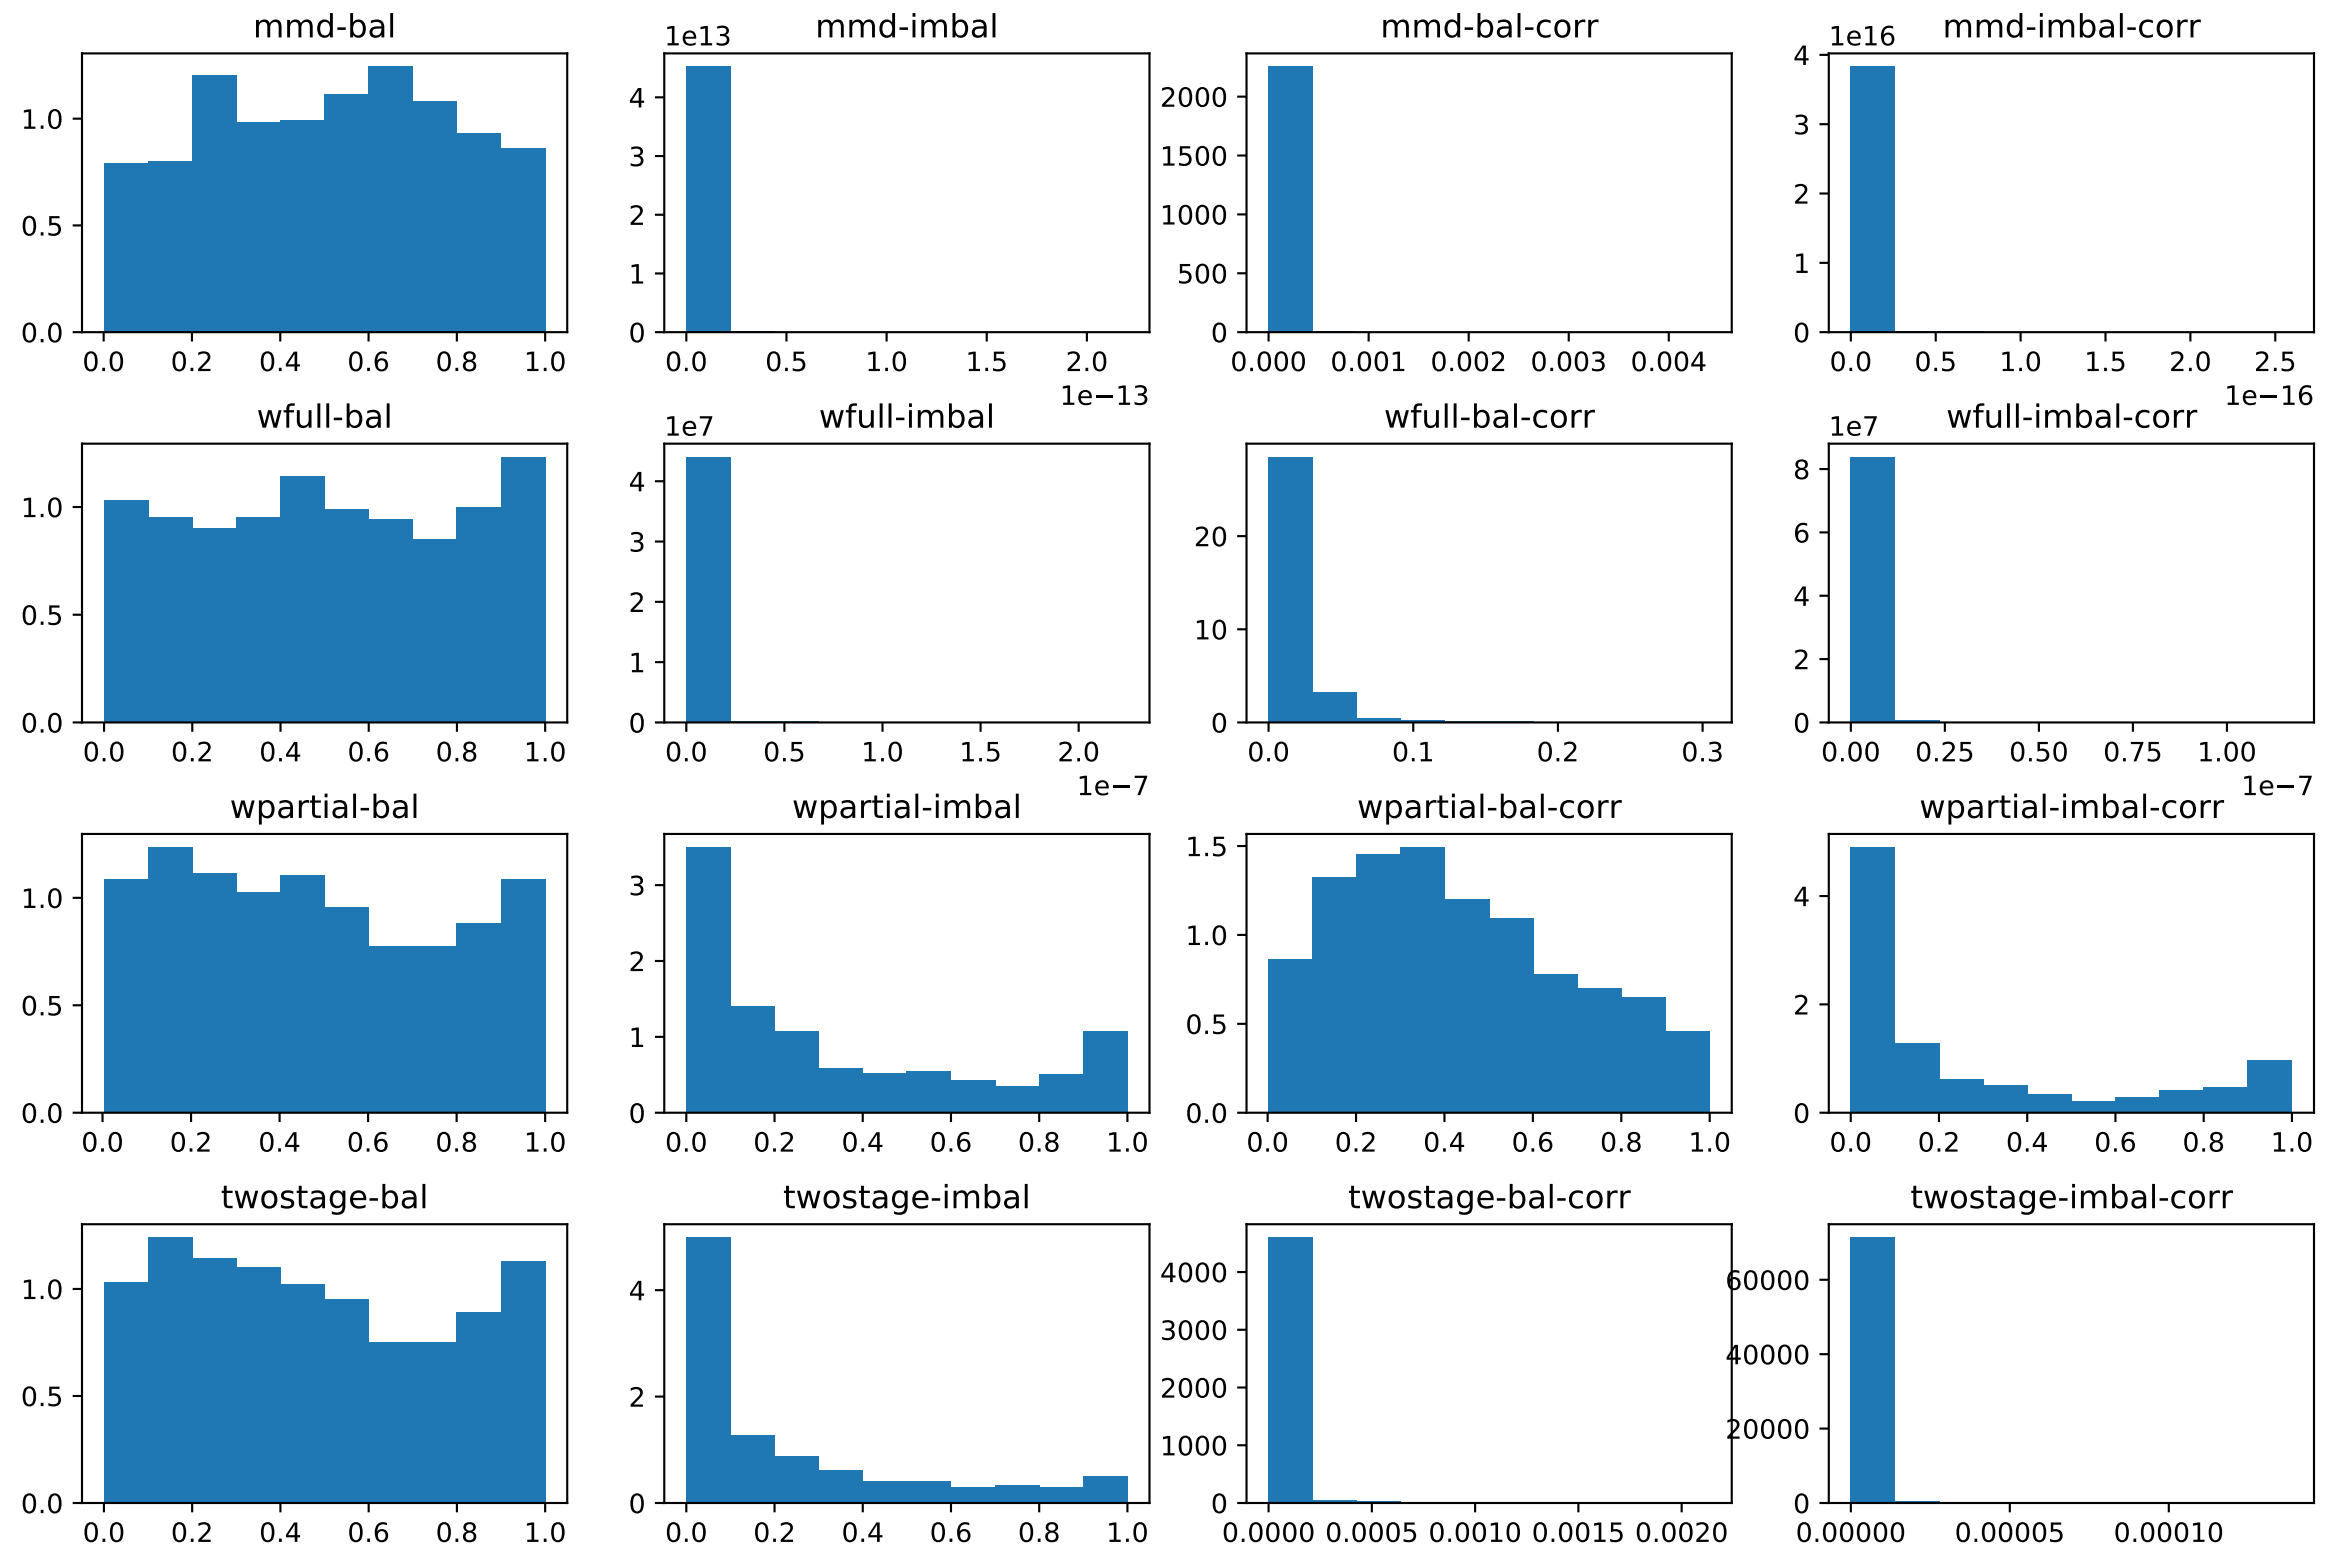 mmd-bal
0.0
0.5
1.0
0.0 0.2 0.4 0.6 0.8 1.0
mmd-imbal
1e13
0
1
2
3
4
0.0 0.5 1.0 1.5 2.0
1e−13
mmd-bal-corr
0
500
1000
1500
2000
0.000 0.001 0.002 0.003 0.004
mmd-imbal-corr
1e16
0
1
2
3
4
0.0 0.5 1.0 1.5 2.0 2.5
1e−16
wfull-bal
0.0
0.5
1.0
0.0 0.2 0.4 0.6 0.8 1.0
wfull-imbal
1e7
0
1
2
3
4
0.0 0.5 1.0 1.5 2.0
1e−7
wfull-bal-corr
0
10
20
0.0 0.1 0.2 0.3
wfull-imbal-corr
1e7
0
2
4
6
8
0.00 0.25 0.50 0.75 1.00
1e−7
wpartial-bal
0.0
0.5
1.0
0.0 0.2 0.4 0.6 0.8 1.0
wpartial-imbal
0
1
2
3
0.0 0.2 0.4 0.6 0.8 1.0
wpartial-bal-corr
0.0
0.5
1.0
1.5
0.0 0.2 0.4 0.6 0.8 1.0
wpartial-imbal-corr
0
2
4
0.0 0.2 0.4 0.6 0.8 1.0
twostage-bal
0.0
0.5
1.0
0.0 0.2 0.4 0.6 0.8 1.0
twostage-imbal
0
2
4
0.0 0.2 0.4 0.6 0.8 1.0
twostage-bal-corr
0
1000
2000
3000
4000
0.0000 0.0005 0.0010 0.0015 0.0020
twostage-imbal-corr
0
20000
40000
60000
0.00000 0.00005 0.00010